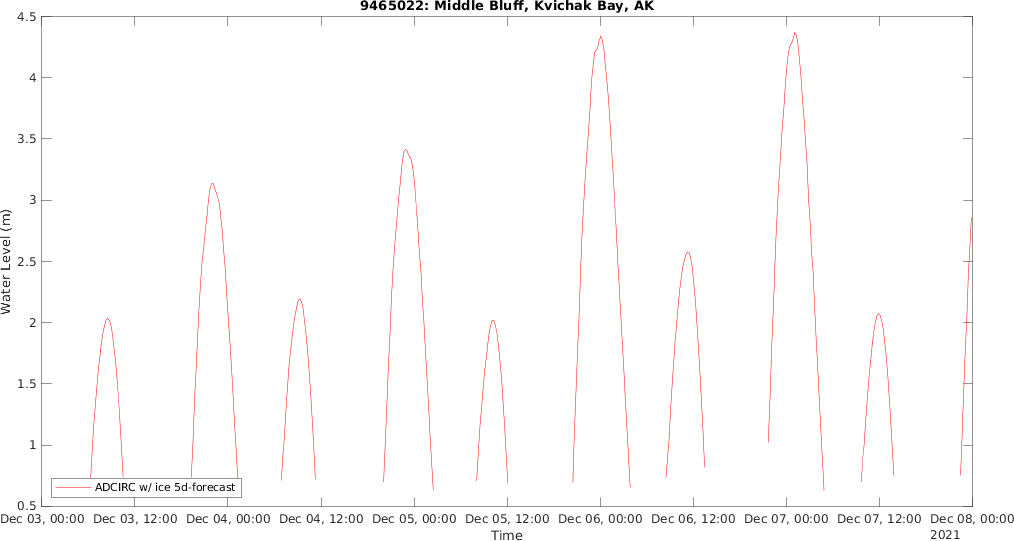 9465022: Middle Bluff, Kvichak Bay, AK
4.5
4
3.5
3
2.5
2
1.5
1
0.5
Water Level (m)
ADCIRC w/ ice 5d-forecast
Dec 03, 00:00 Dec 03, 12:00 Dec 04, 00:00 Dec 04, 12:00 Dec 05, 00:00 Dec 05, 12:00 Dec 06, 00:00 Dec 06, 12:00 Dec 07, 00:00 Dec 07, 12:00 Dec 08, 00:00
Time
2021